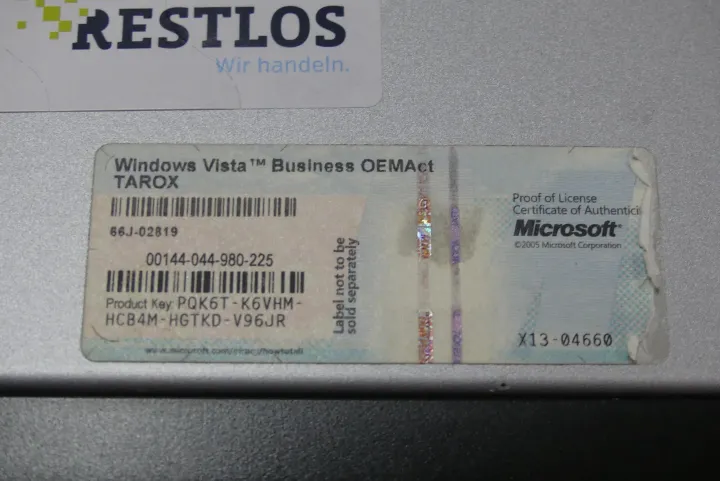 RESTLOS
Wir handeln.
Windows Vista™ Business OEMAct
TAROX
66J-02819
00144-044-980-225
Product Key: PQK6T-K6VHM-
HCB4M-HGTKD-V96JR
Label not to be
sold separately
Proof of License
Certificate of Authentici
Microsoft®
©2005 Microsoft Corporation
X13-04660